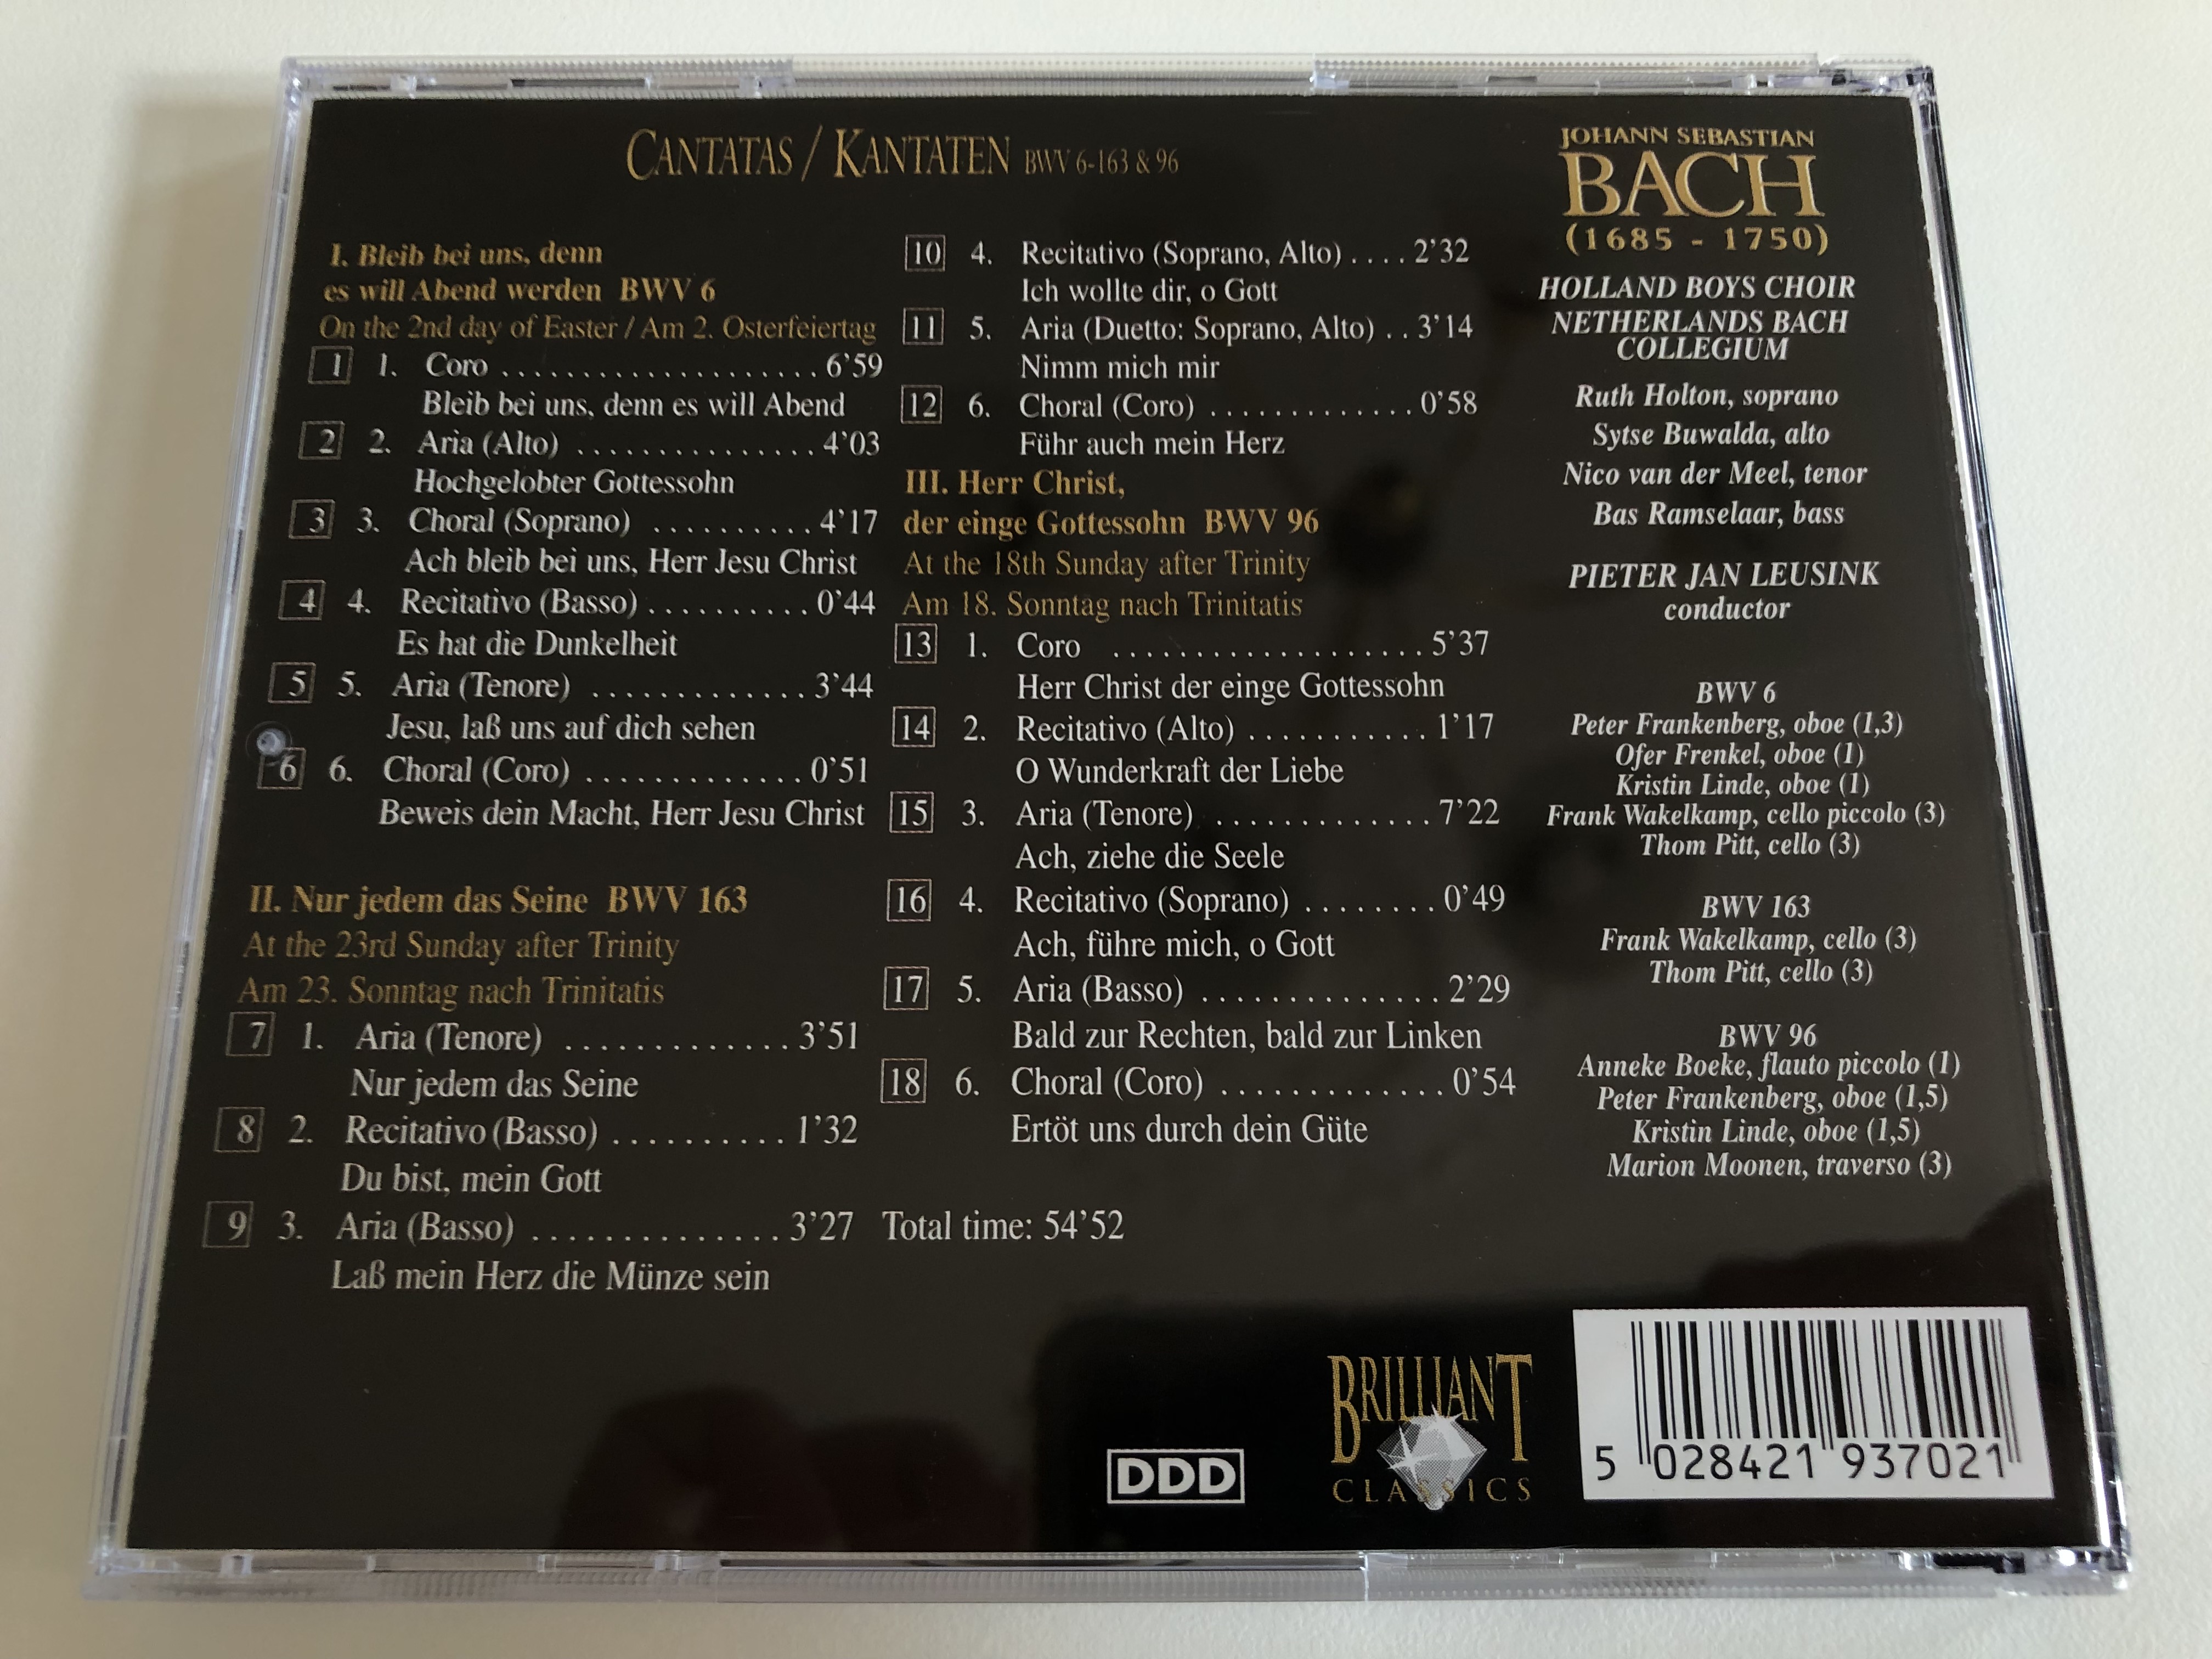 CANTATAS / KANTATEN BWV 6-163 & 96
I. Bleib bei uns, denn
es will Abend werden BWV 6
On the 2nd day of Easter / Am 2. Osterfeiertag
1 1. Coro .................... 6'59
Bleib bei uns, denn es will Abend
2 2. Aria (Alto) ............... 4'03
Hochgelobter Gottessohn
3 3. Choral (Soprano) .......... 4'17
Ach bleib bei uns, Herr Jesu Christ
4 4. Recitativo (Basso) .......... 0'44
Es hat die Dunkelheit
5 5. Aria (Tenore) ............. 3'44
Jesu, laß uns auf dich sehen
6 6. Choral (Coro) ............. 0'51
Beweis dein Macht, Herr Jesu Christ
II. Nur jedem das Seine BWV 163
At the 23rd Sunday after Trinity
Am 23. Sonntag nach Trinitatis
7 1. Aria (Tenore) ............. 3'51
Nur jedem das Seine
8 2. Recitativo (Basso) .......... 1'32
Du bist, mein Gott
9 3. Aria (Basso) .............. 3'27
Laß mein Herz die Münze sein
10 4. Recitativo (Soprano, Alto) .... 2'32
Ich wollte dir, o Gott
11 5. Aria (Duetto: Soprano, Alto) .. 3'14
Nimm mich mir
12 6. Choral (Coro) ............. 0'58
Führ auch mein Herz
III. Herr Christ,
der einge Gottessohn BWV 96
At the 18th Sunday after Trinity
Am 18. Sonntag nach Trinitatis
13 1. Coro ................... 5'37
Herr Christ der einge Gottessohn
14 2. Recitativo (Alto) ........... 1'17
O Wunderkraft der Liebe
15 3. Aria (Tenore) ............. 7'22
Ach, ziehe die Seele
16 4. Recitativo (Soprano) ........ 0'49
Ach, führe mich, o Gott
17 5. Aria (Basso) .............. 2'29
Bald zur Rechten, bald zur Linken
18 6. Choral (Coro) ............. 0'54
Ertöt uns durch dein Güte
Total time: 54'52
JOHANN SEBASTIAN
BACH
(1685 - 1750)
HOLLAND BOYS CHOIR
NETHERLANDS BACH
COLLEGIUM
Ruth Holton, soprano
Sytse Buwalda, alto
Nico van der Meel, tenor
Bas Ramselaar, bass
PIETER JAN LEUSINK
conductor
BWV 6
Peter Frankenberg, oboe (1,3)
Ofer Frenkel, oboe (1)
Kristin Linde, oboe (1)
Frank Wakelkamp, cello piccolo (3)
Thom Pitt, cello (3)
BWV 163
Frank Wakelkamp, cello (3)
Thom Pitt, cello (3)
BWV 96
Anneke Boeke, flauto piccolo (1)
Peter Frankenberg, oboe (1,5)
Kristin Linde, oboe (1,5)
Marion Moonen, traverso (3)
DDD
BRILLIANT
CLASSICS
5 028421 937021